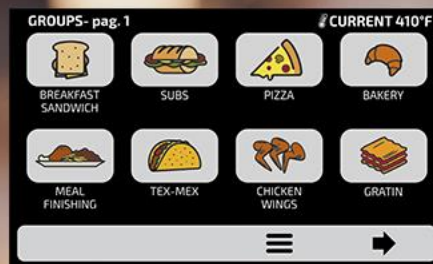 GROUPS- pag. 1
CURRENT 410°F
BREAKFAST
SANDWICH
SUBS
PIZZA
BAKERY
MEAL
FINISHING
TEX-MEX
CHICKEN
WINGS
GRATIN